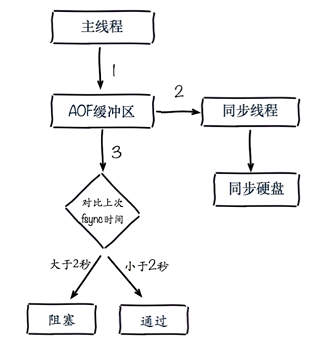 主线程
1
AOF缓冲区
2
同步线程
3
同步硬盘
对比上次
fsync时间
大于2秒
小于2秒
阻塞
通过